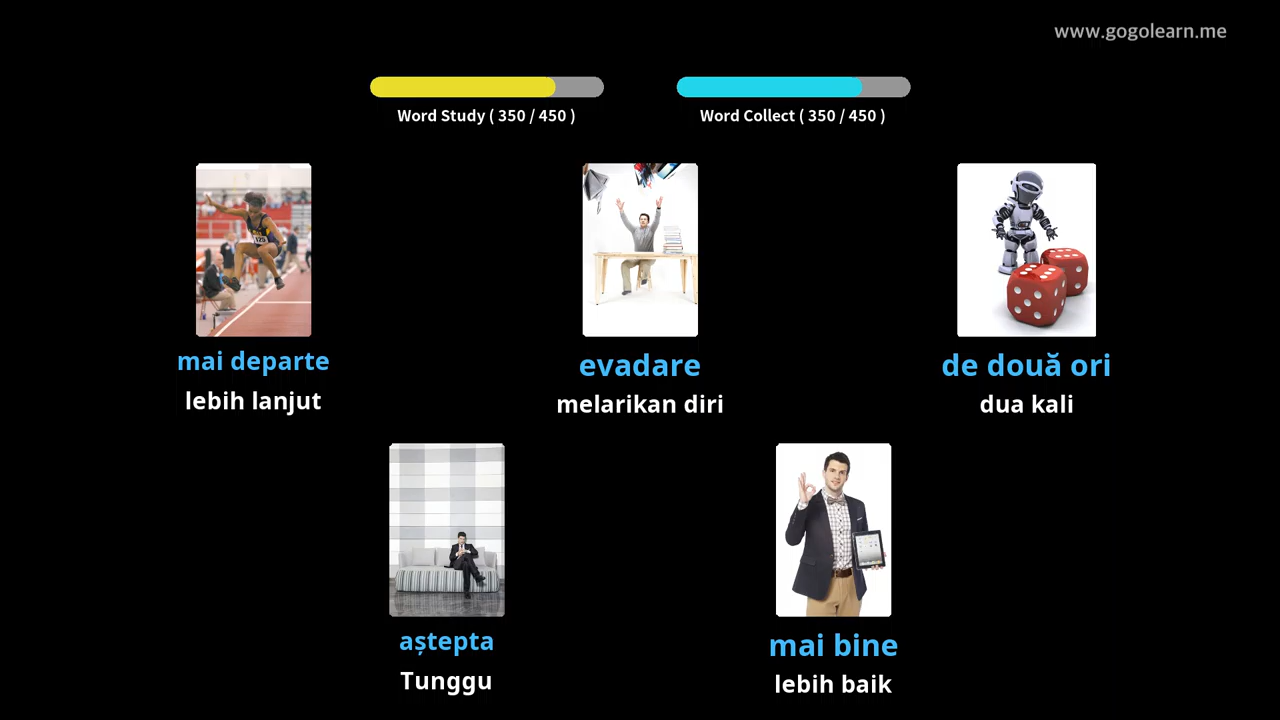 www.gogolearn.me
Word Study ( 350 / 450 )
Word Collect ( 350 / 450 )
mai departe
lebih lanjut
evadare
melarikan diri
de două ori
dua kali
aștepta
Tunggu
mai bine
lebih baik